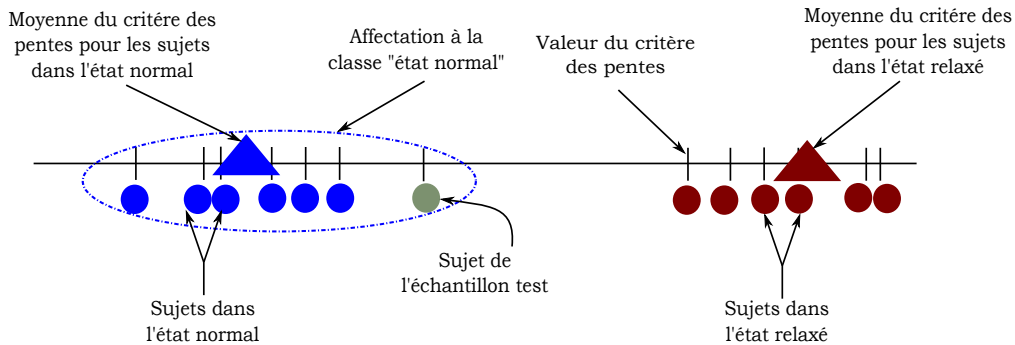 Moyenne du critére des
pentes pour les sujets
dans l'état normal
Affectation à la
classe "état normal"
Valeur du critère
des pentes
Moyenne du critére des
pentes pour les sujets
dans l'état relaxé
Sujet de
l'échantillon test
Sujets dans
l'état normal
Sujets dans
l'état relaxé